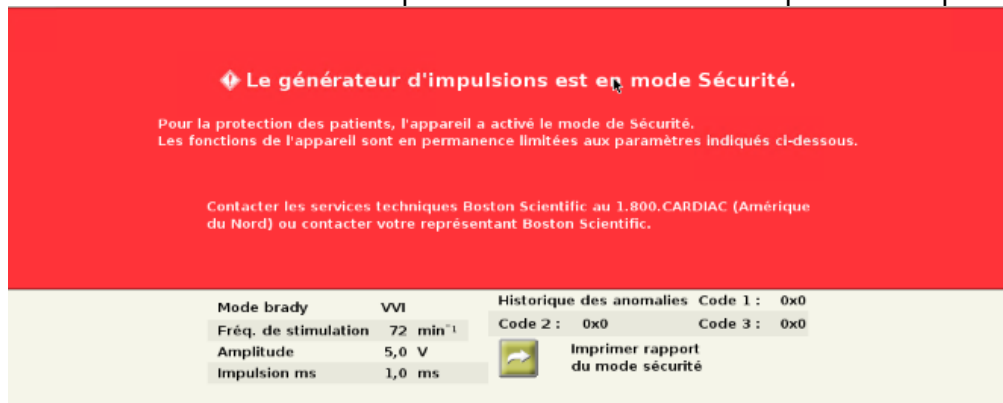 Le générateur d'impulsions est en mode Sécurité.
Pour la protection des patients, l'appareil a activé le mode de Sécurité.
Les fonctions de l'appareil sont en permanence limitées aux paramètres indiqués ci-dessous.
Contacter les services techniques Boston Scientific au 1.800.CARDIAC (Amérique
du Nord) ou contacter votre représentant Boston Scientific.
Mode brady VVI
Fréq. de stimulation 72 min⁻¹
Amplitude 5,0 V
Impulsion ms 1,0 ms
Historique des anomalies Code 1 : 0x0
Code 2 : 0x0 Code 3 : 0x0
Imprimer rapport
du mode sécurité